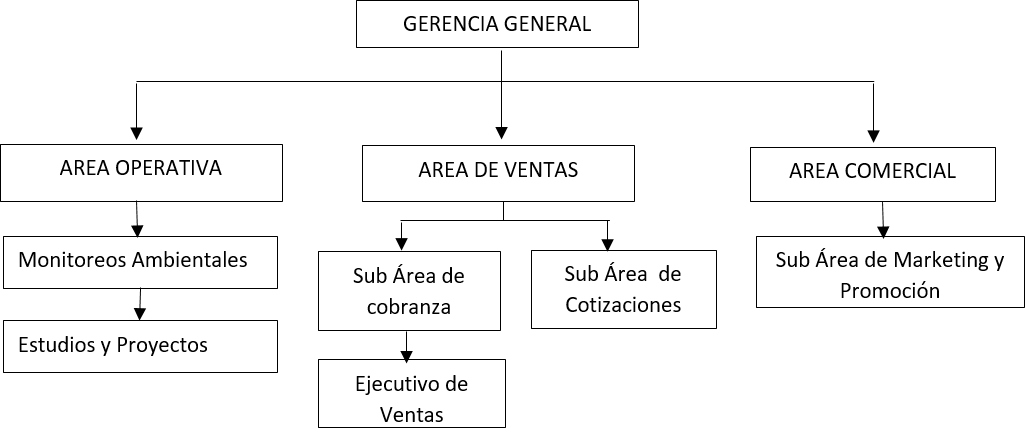 GERENCIA GENERAL
AREA OPERATIVA
AREA DE VENTAS
AREA COMERCIAL
Monitoreos Ambientales
Estudios y Proyectos
Sub Área de
cobranza
Ejecutivo de
Ventas
Sub Área de
Cotizaciones
Sub Área de Marketing y
Promoción